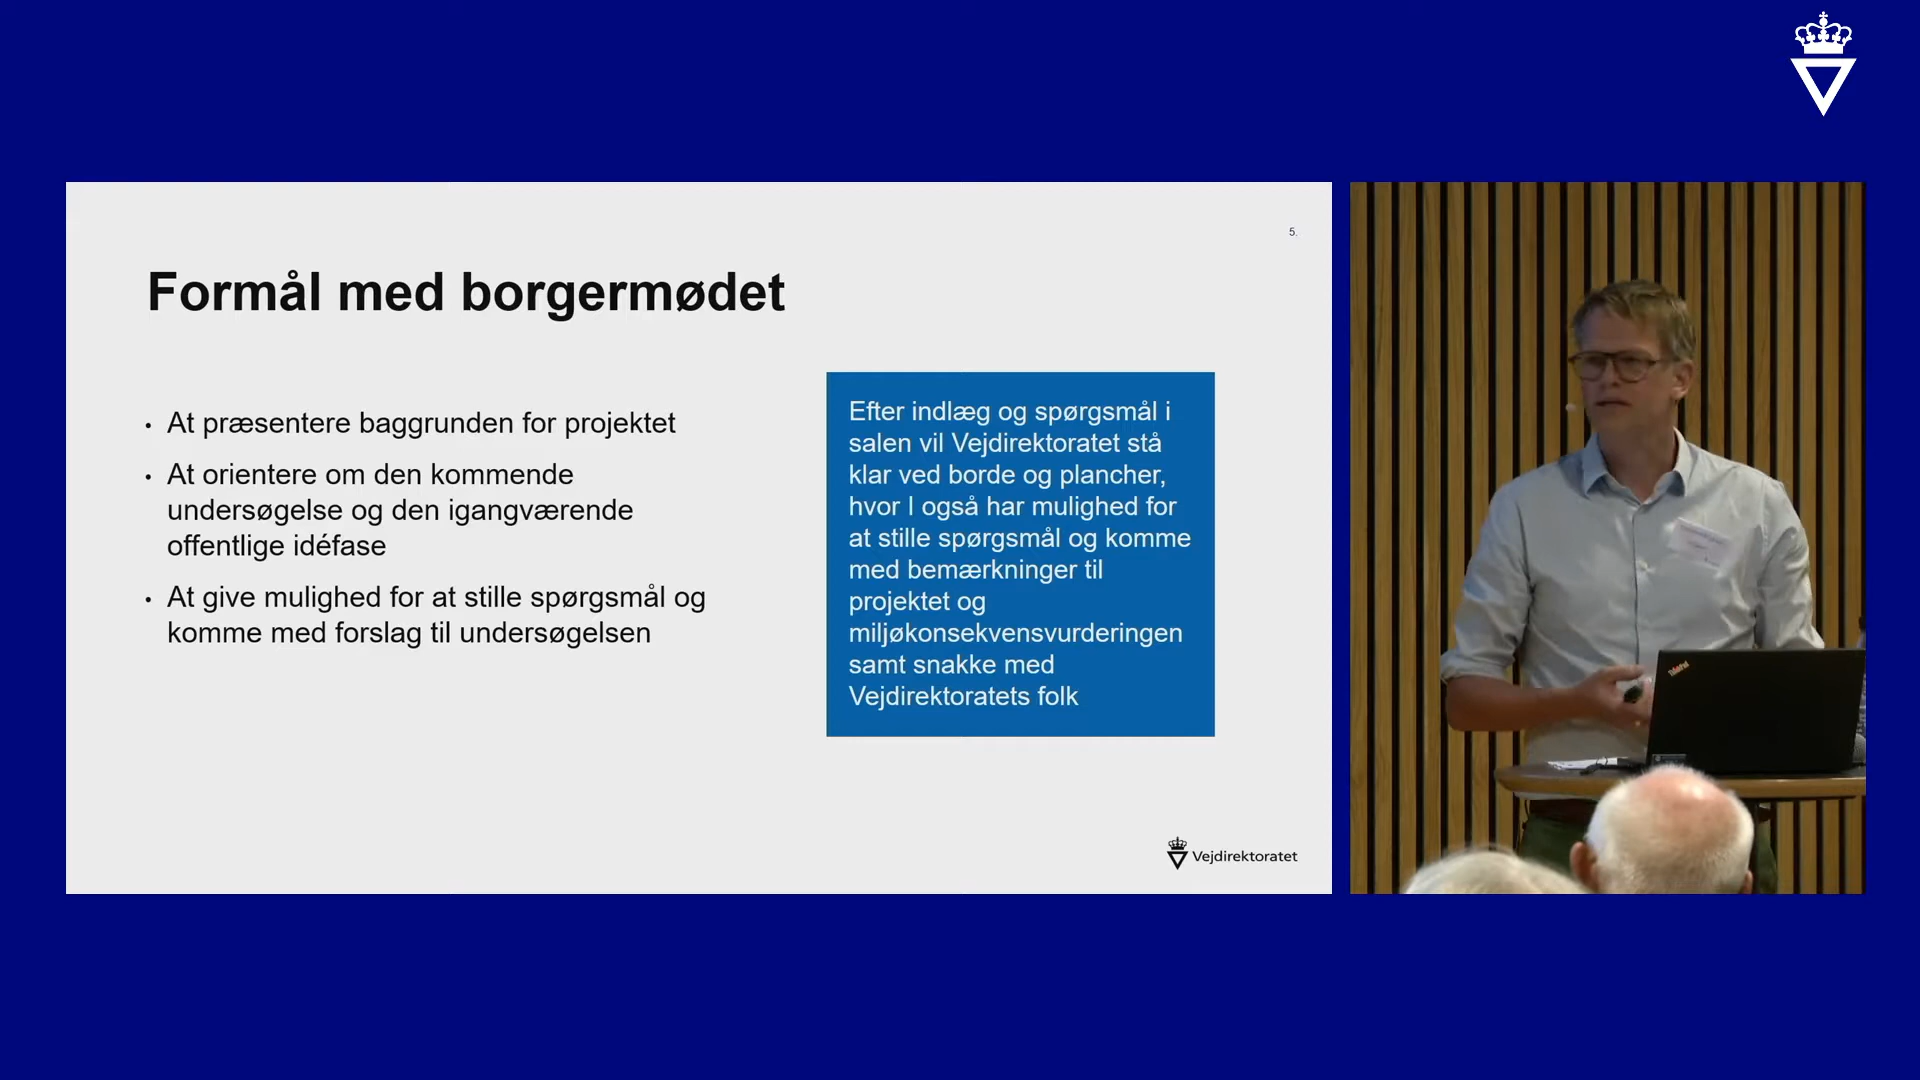 5.
Formål med borgermødet
• At præsentere baggrunden for projektet
• At orientere om den kommende
undersøgelse og den igangværende
offentlige idéfase
• At give mulighed for at stille spørgsmål og
komme med forslag til undersøgelsen
Efter indlæg og spørgsmål i
salen vil Vejdirektoratet stå
klar ved borde og plancher,
hvor I også har mulighed for
at stille spørgsmål og komme
med bemærkninger til
projektet og
miljøkonsekvensvurderingen
samt snakke med
Vejdirektoratets folk
Vejdirektoratet
ThinkPad